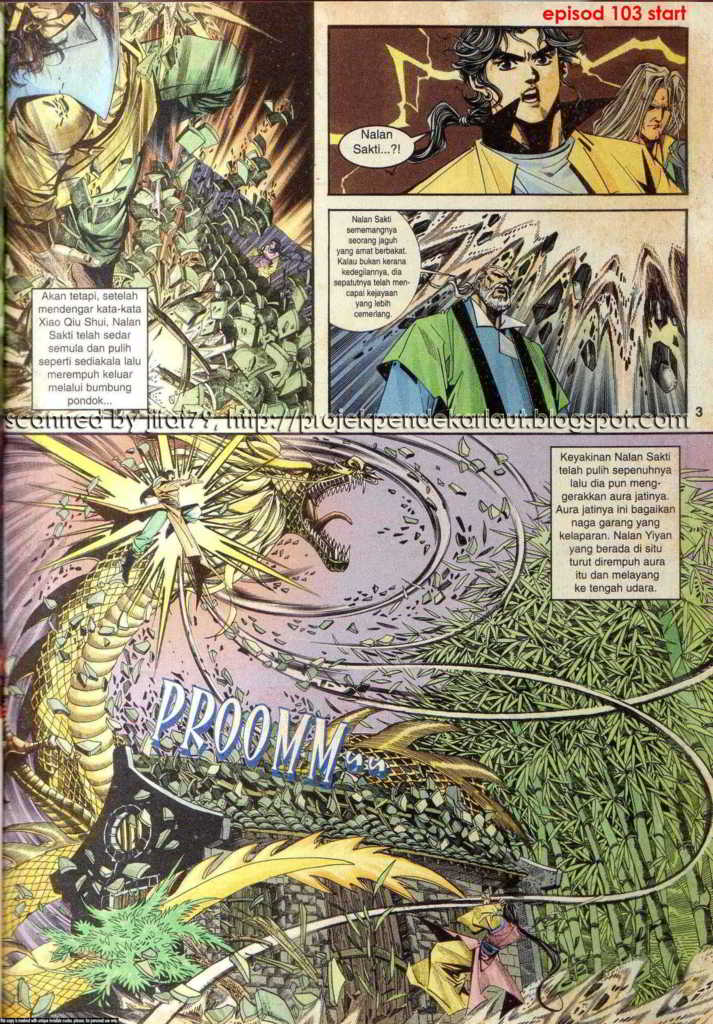 episod 103 start
Akan tetapi, setelah
mendengar kata-kata
Xiao Qiu Shui, Nalan
Sakti telah sedar
semula dan pulih
seperti sediakala lalu
merempuh keluar
melalui bumbung
pondok...
Nalan
Sakti...?!
Nalan Sakti
sememangnya
seorang jaguh
yang amat berbakat.
Kalau bukan kerana
kedegilannya, dia
sepatutnya telah men-
capai kejayaan
yang lebih
cemerlang.
3
scanned by jirat79, http://projekpendekarlaut.blogspot.com
Keyakinan Nalan Sakti
telah pulih sepenuhnya
lalu dia pun meng-
gerakkan aura jatinya.
Aura jatinya ini bagaikan
naga garang yang
kelaparan. Nalan Yiyan
yang berada di situ
turut dirempuh aura
itu dan melayang
ke tengah udara.
PROOMM